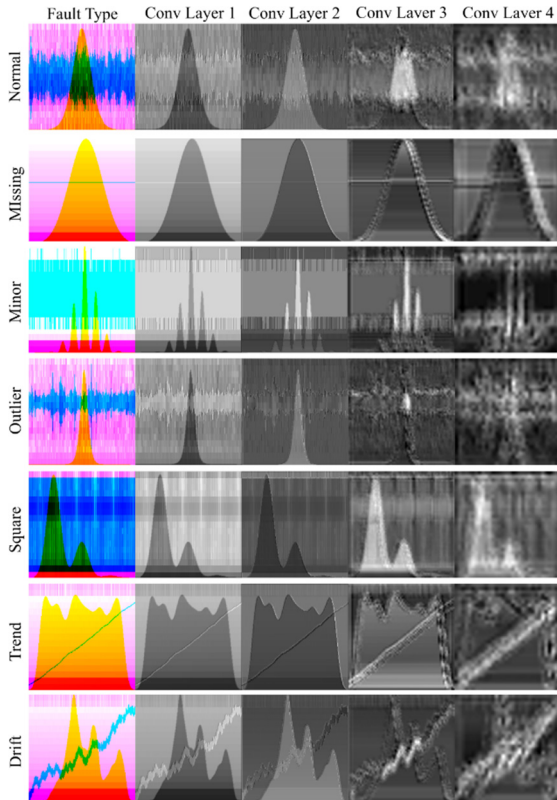 Fault Type Conv Layer 1 Conv Layer 2 Conv Laver 3 Conv Laver 4
Normal
MIssing
Minor
Outlier
Square
Trend
Drift